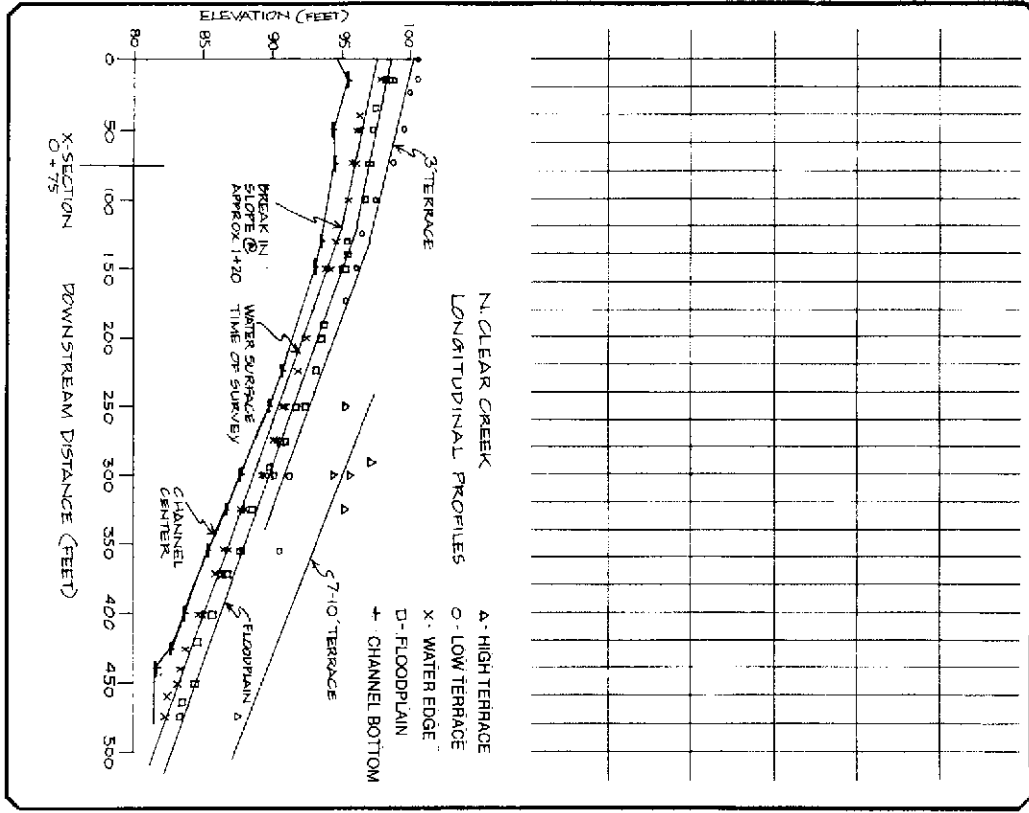 N. CLEAR CREEK
LONGITUDINAL PROFILES
△ - HIGH TERRACE
O - LOW TERRACE
X - WATER EDGE
□ - FLOODPLAIN
+ - CHANNEL BOTTOM
ELEVATION (FEET)
100
95
90
85
80
3' TERRACE
7-10' TERRACE
FLOODPLAIN
BREAK IN
SLOPE @
APPROX 1+20
WATER SURFACE
TIME OF SURVEY
CHANNEL
CENTER
0
50
100
150
200
250
300
350
400
450
500
X-SECTION
0+75
DOWNSTREAM DISTANCE (FEET)